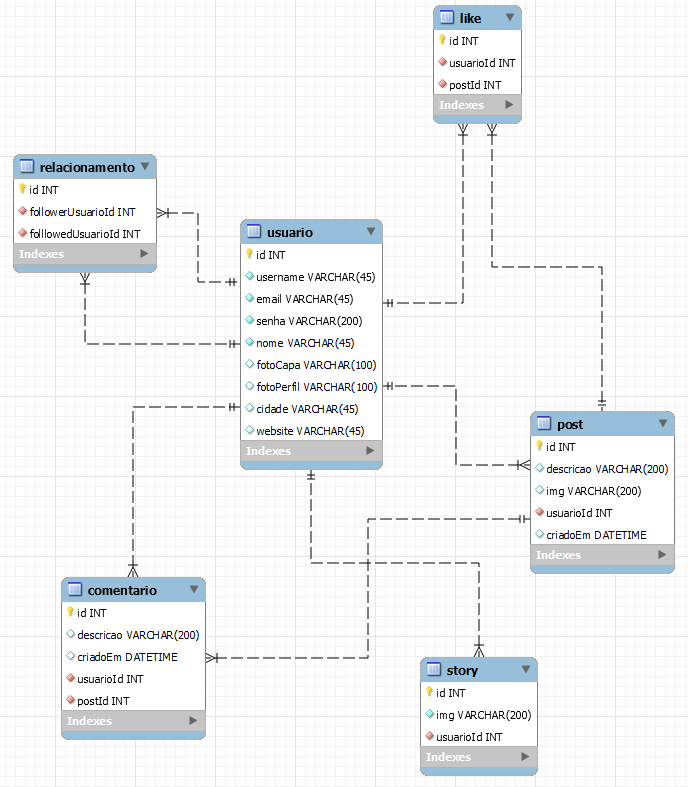 like
id INT
usuarioId INT
postId INT
Indexes
relacionamento
id INT
followerUsuarioId INT
folllowedUsuarioId INT
Indexes
usuario
id INT
username VARCHAR(45)
email VARCHAR(45)
senha VARCHAR(200)
nome VARCHAR(45)
fotoCapa VARCHAR(100)
fotoPerfil VARCHAR(100)
cidade VARCHAR(45)
website VARCHAR(45)
Indexes
post
id INT
descricao VARCHAR(200)
img VARCHAR(200)
usuarioId INT
criadoEm DATETIME
Indexes
comentario
id INT
descricao VARCHAR(200)
criadoEm DATETIME
usuarioId INT
postId INT
Indexes
story
id INT
img VARCHAR(200)
usuarioId INT
Indexes